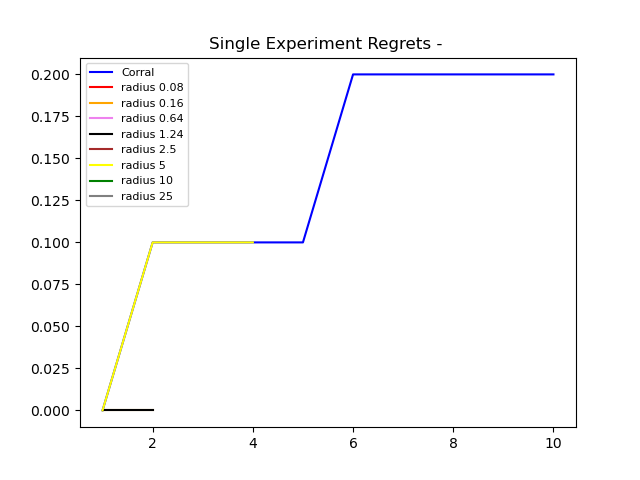 Single Experiment Regrets -
0.200
0.175
0.150
0.125
0.100
0.075
0.050
0.025
0.000
Corral
radius 0.08
radius 0.16
radius 0.64
radius 1.24
radius 2.5
radius 5
radius 10
radius 25
2 4 6 8 10